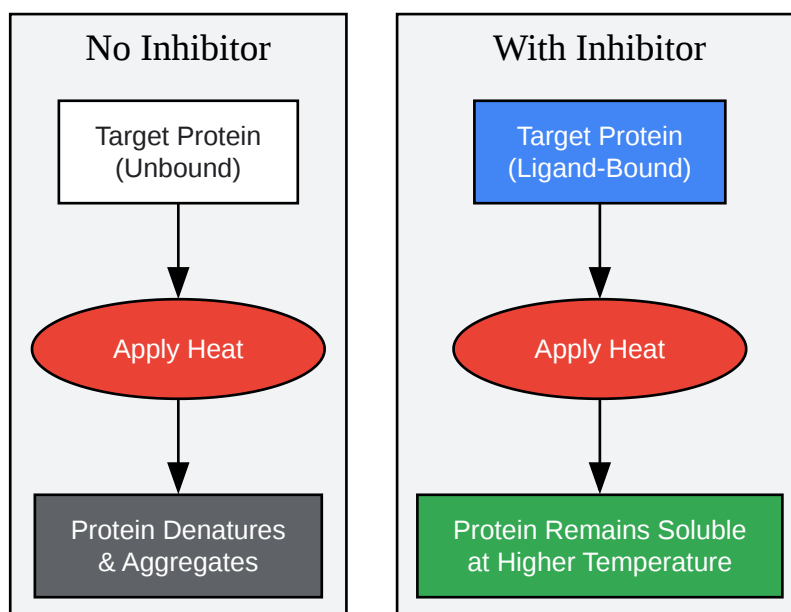 No Inhibitor
Target Protein
(Unbound)
Apply Heat
Protein Denatures
& Aggregates
With Inhibitor
Target Protein
(Ligand-Bound)
Apply Heat
Protein Remains Soluble
at Higher Temperature